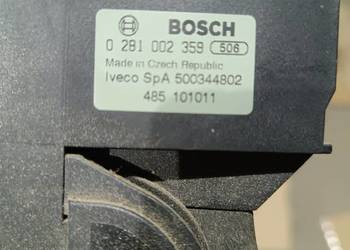 BOSCH
0 281 002 359 506
Made in Czech Republic
Iveco SpA 500344802
485 101011